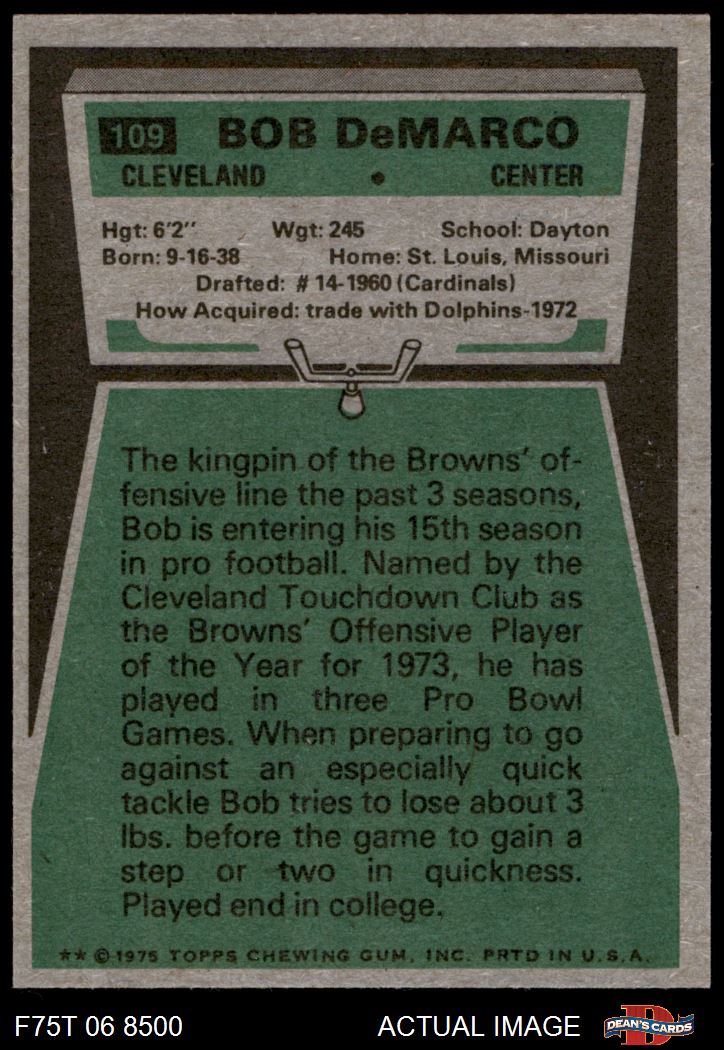 109 BOB DeMARCO
CLEVELAND • CENTER
Hgt: 6'2" Wgt: 245 School: Dayton
Born: 9-16-38 Home: St. Louis, Missouri
Drafted: # 14-1960 (Cardinals)
How Acquired: trade with Dolphins-1972
The kingpin of the Browns' of-
fensive line the past 3 seasons,
Bob is entering his 15th season
in pro football. Named by the
Cleveland Touchdown Club as
the Browns' Offensive Player
of the Year for 1973, he has
played in three Pro Bowl
Games. When preparing to go
against an especially quick
tackle Bob tries to lose about 3
lbs. before the game to gain a
step or two in quickness.
Played end in college.
** © 1975 TOPPS CHEWING GUM, INC. PRTD IN U.S.A.
F75T 06 8500 ACTUAL IMAGE D DEAN'S CARDS